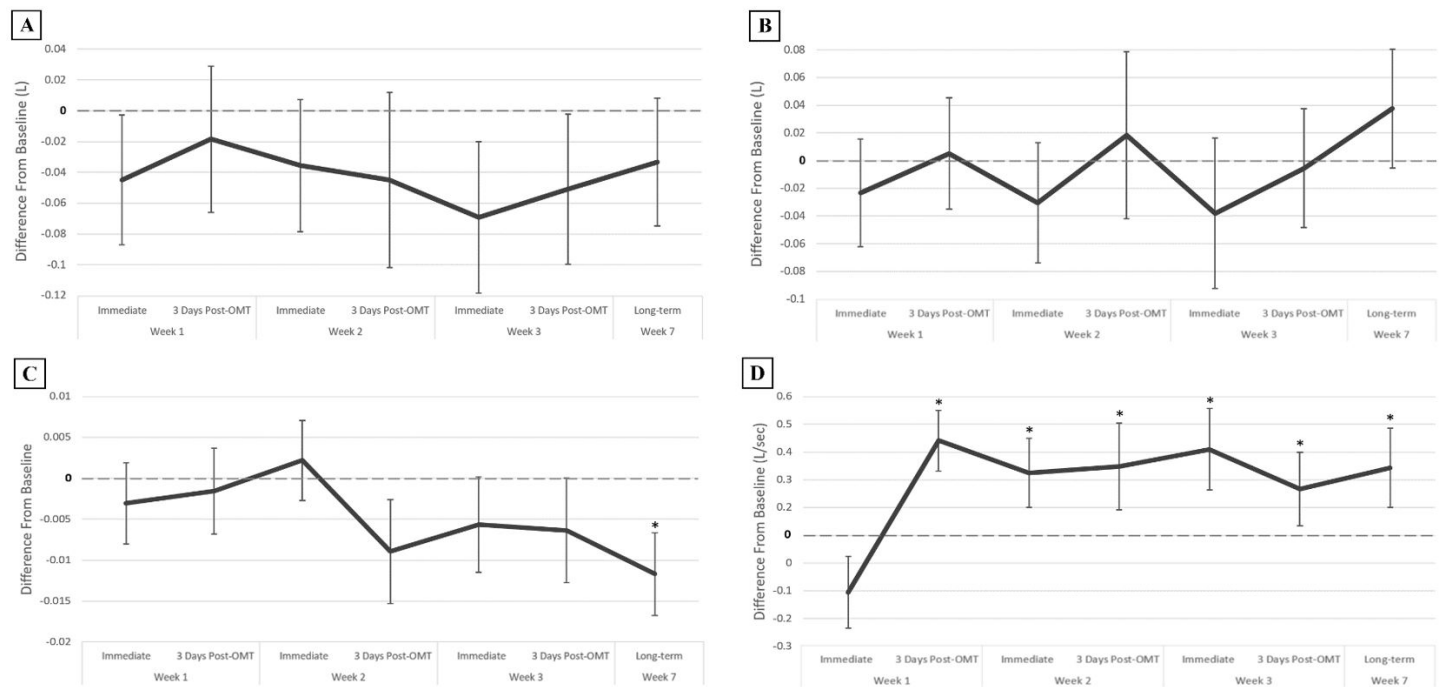 A
Difference From Baseline (L)
0.04
0.02
0
-0.02
-0.04
-0.06
-0.08
-0.1
-0.12
Immediate 3 Days Post-OMT Immediate 3 Days Post-OMT Immediate 3 Days Post-OMT Long-term
Week 1 Week 2 Week 3 Week 7
B
Difference From Baseline (L)
0.08
0.06
0.04
0.02
0
-0.02
-0.04
-0.06
-0.08
-0.1
Immediate 3 Days Post-OMT Immediate 3 Days Post-OMT Immediate 3 Days Post-OMT Long-term
Week 1 Week 2 Week 3 Week 7
C
Difference From Baseline
0.01
0.005
0
-0.005
-0.01
-0.015
-0.02
*
Immediate 3 Days Post-OMT Immediate 3 Days Post-OMT Immediate 3 Days Post-OMT Long-term
Week 1 Week 2 Week 3 Week 7
D
Difference From Baseline (L/sec)
0.6
0.5
0.4
0.3
0.2
0
0
-0.1
-0.2
-0.3
* * * * * *
Immediate 3 Days Post-OMT Immediate 3 Days Post-OMT Immediate 3 Days Post-OMT Long-term
Week 1 Week 2 Week 3 Week 7